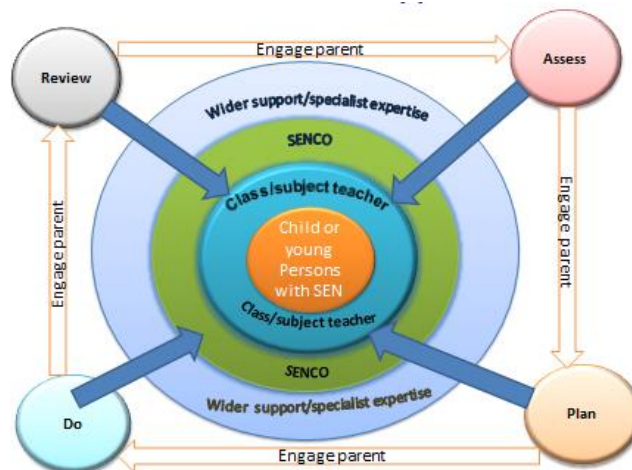 Engage parent
Review
Assess
Wider support/specialist expertise
SENCO
Class/subject teacher
Child or
young
Persons
with SEN
Engage parent
Engage parent
Class/subject teacher
SENCO
Wider support/specialist expertise
Do
Plan
Engage parent